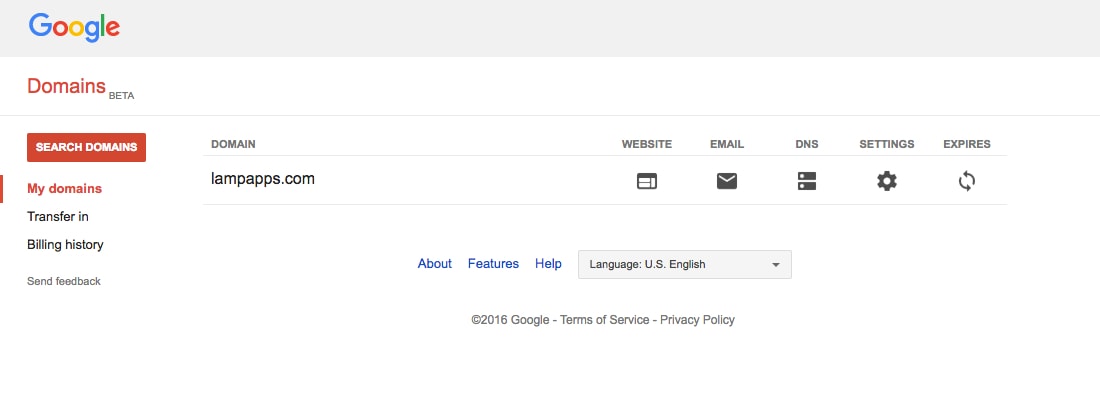 Google
Domains BETA
SEARCH DOMAINS
My domains
Transfer in
Billing history
Send feedback
DOMAIN WEBSITE EMAIL DNS SETTINGS EXPIRES
lampapps.com
About Features Help Language: U.S. English
©2016 Google - Terms of Service - Privacy Policy